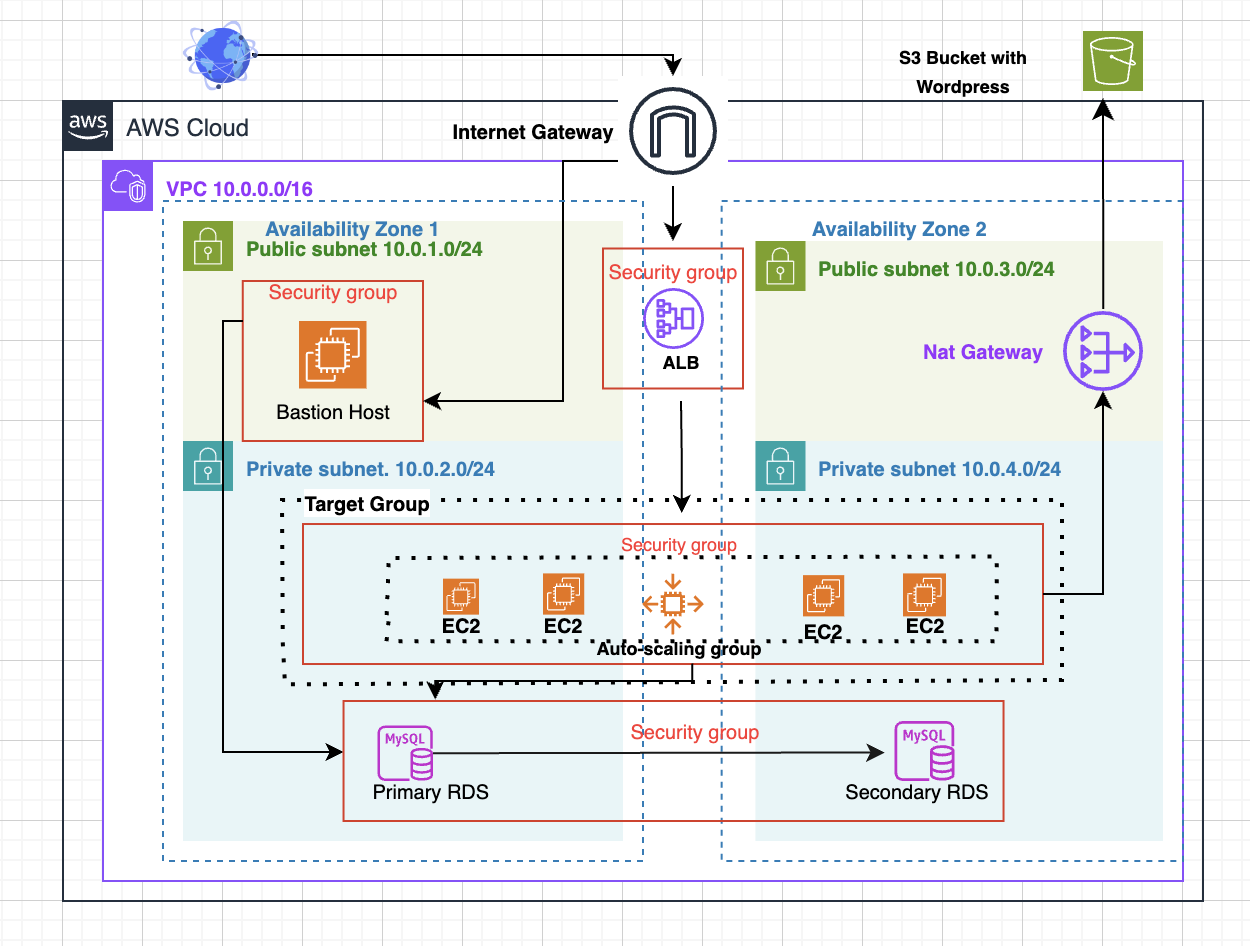 S3 Bucket with
Wordpress
aws
AWS Cloud
Internet Gateway
VPC 10.0.0.0/16
Availability Zone 1
Public subnet 10.0.1.0/24
Availability Zone 2
Public subnet 10.0.3.0/24
Security group
Security group
ALB
Nat Gateway
Bastion Host
Private subnet. 10.0.2.0/24
Private subnet 10.0.4.0/24
Target Group
Security group
EC2
EC2
EC2
EC2
Auto-scaling group
Security group
MySQL
MySQL
Primary RDS
Secondary RDS